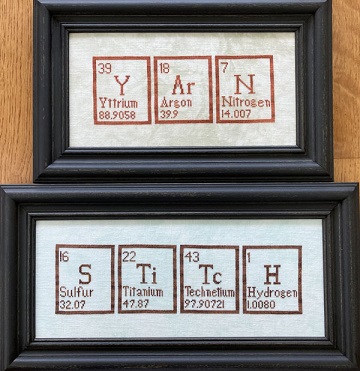 39 18 7
Y Ar N
Yttrium Argon Nitrogen
88.9058 39.9 14.007
16 22 43 1
S Ti Tc H
Sulfur Titanium Technetium Hydrogen
32.07 47.87 97.90721 1.0080